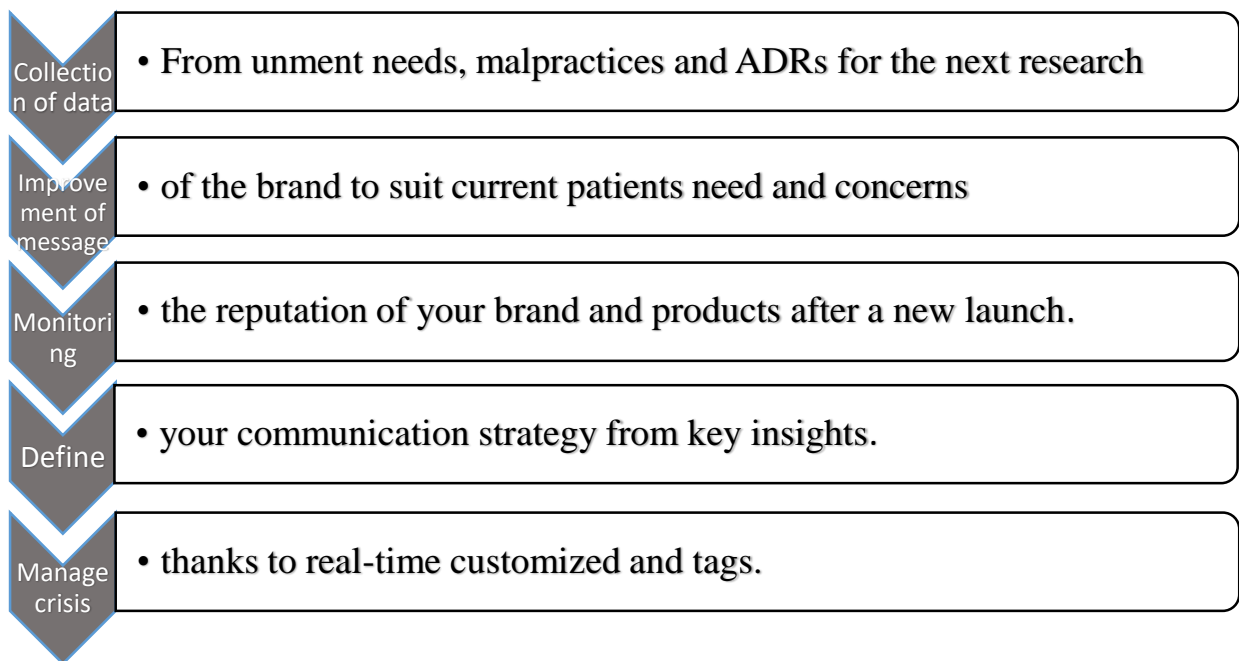 Collectio
n of data
• From unment needs, malpractices and ADRs for the next research
Improve
ment of
message
• of the brand to suit current patients need and concerns
Monitori
ng
• the reputation of your brand and products after a new launch.
Define
• your communication strategy from key insights.
Manage
crisis
• thanks to real-time customized and tags.